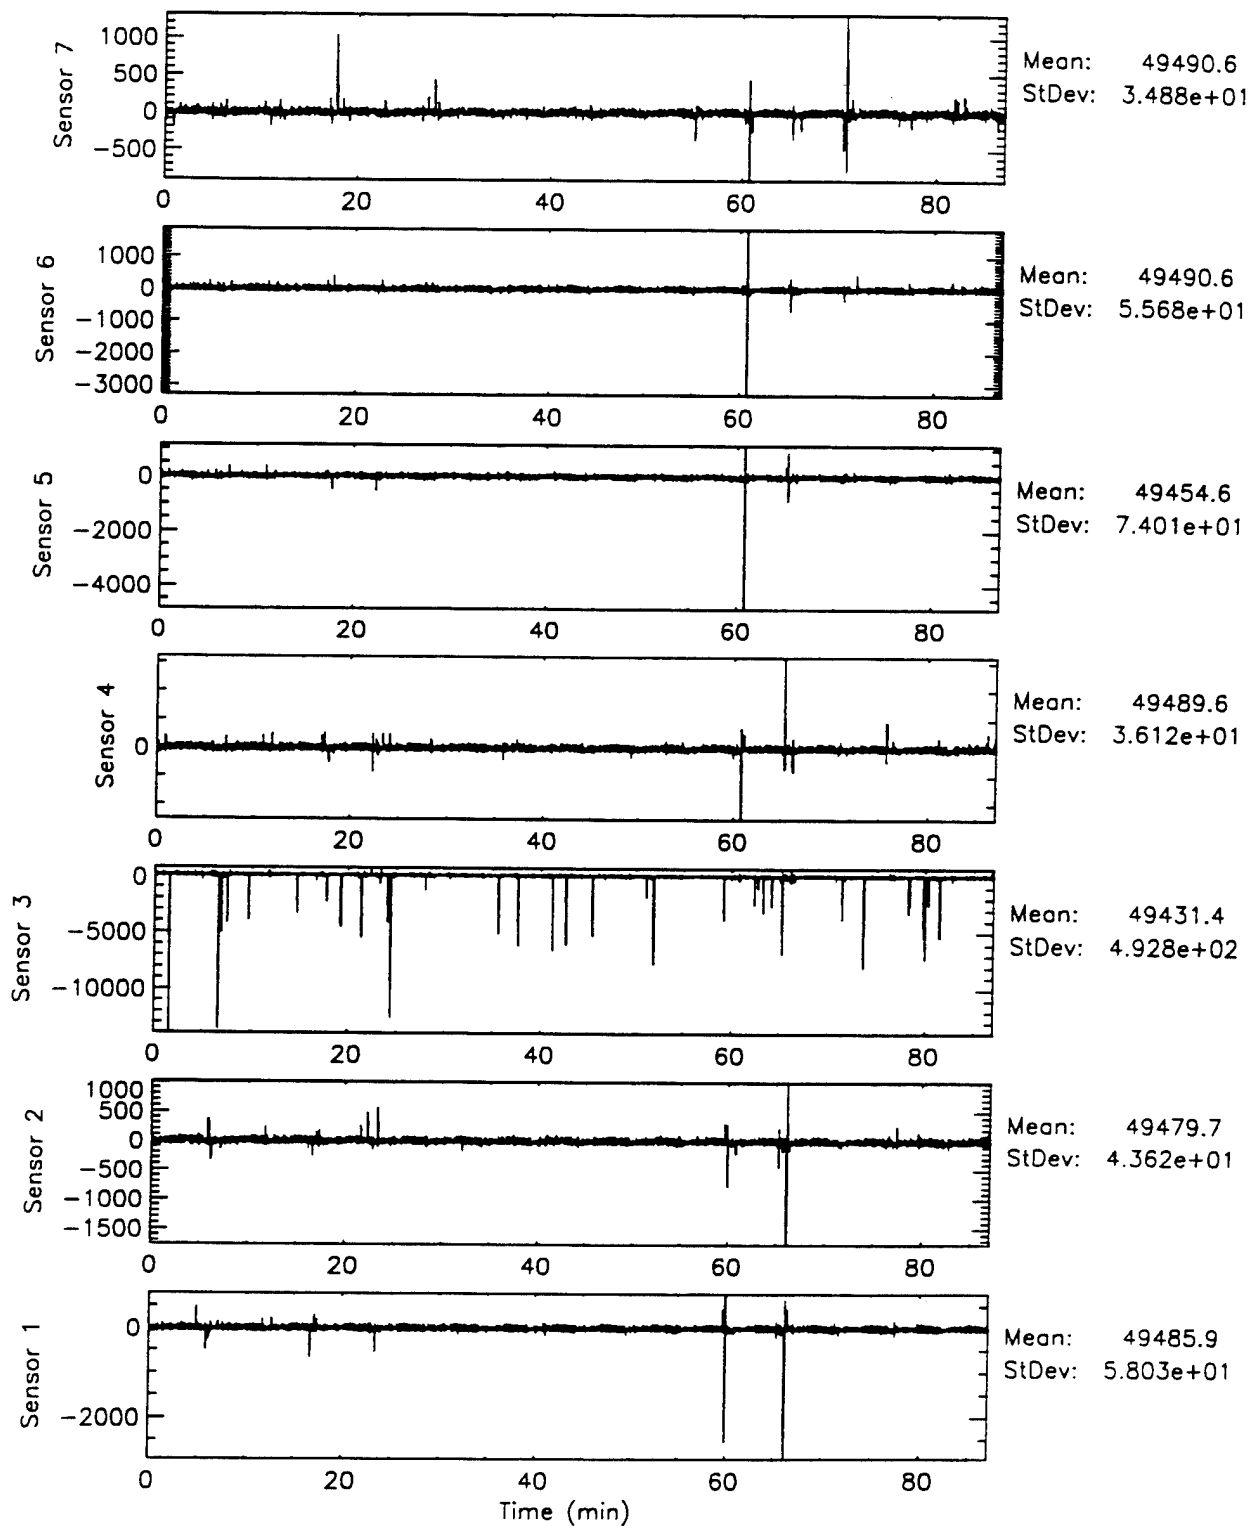 Sensor 7
1000
500
0
−500
0 20 40 60 80
Mean: 49490.6
StDev: 3.488e+01
Sensor 6
1000
0
−1000
−2000
−3000
0 20 40 60 80
Mean: 49490.6
StDev: 5.568e+01
Sensor 5
0
−2000
−4000
0 20 40 60 80
Mean: 49454.6
StDev: 7.401e+01
Sensor 4
0
0 20 40 60 80
Mean: 49489.6
StDev: 3.612e+01
Sensor 3
0
−5000
−10000
0 20 40 60 80
Mean: 49431.4
StDev: 4.928e+02
Sensor 2
1000
500
0
−500
−1000
−1500
0 20 40 60 80
Mean: 49479.7
StDev: 4.362e+01
Sensor 1
0
−2000
0 20 40 60 80
Mean: 49485.9
StDev: 5.803e+01
Time (min)